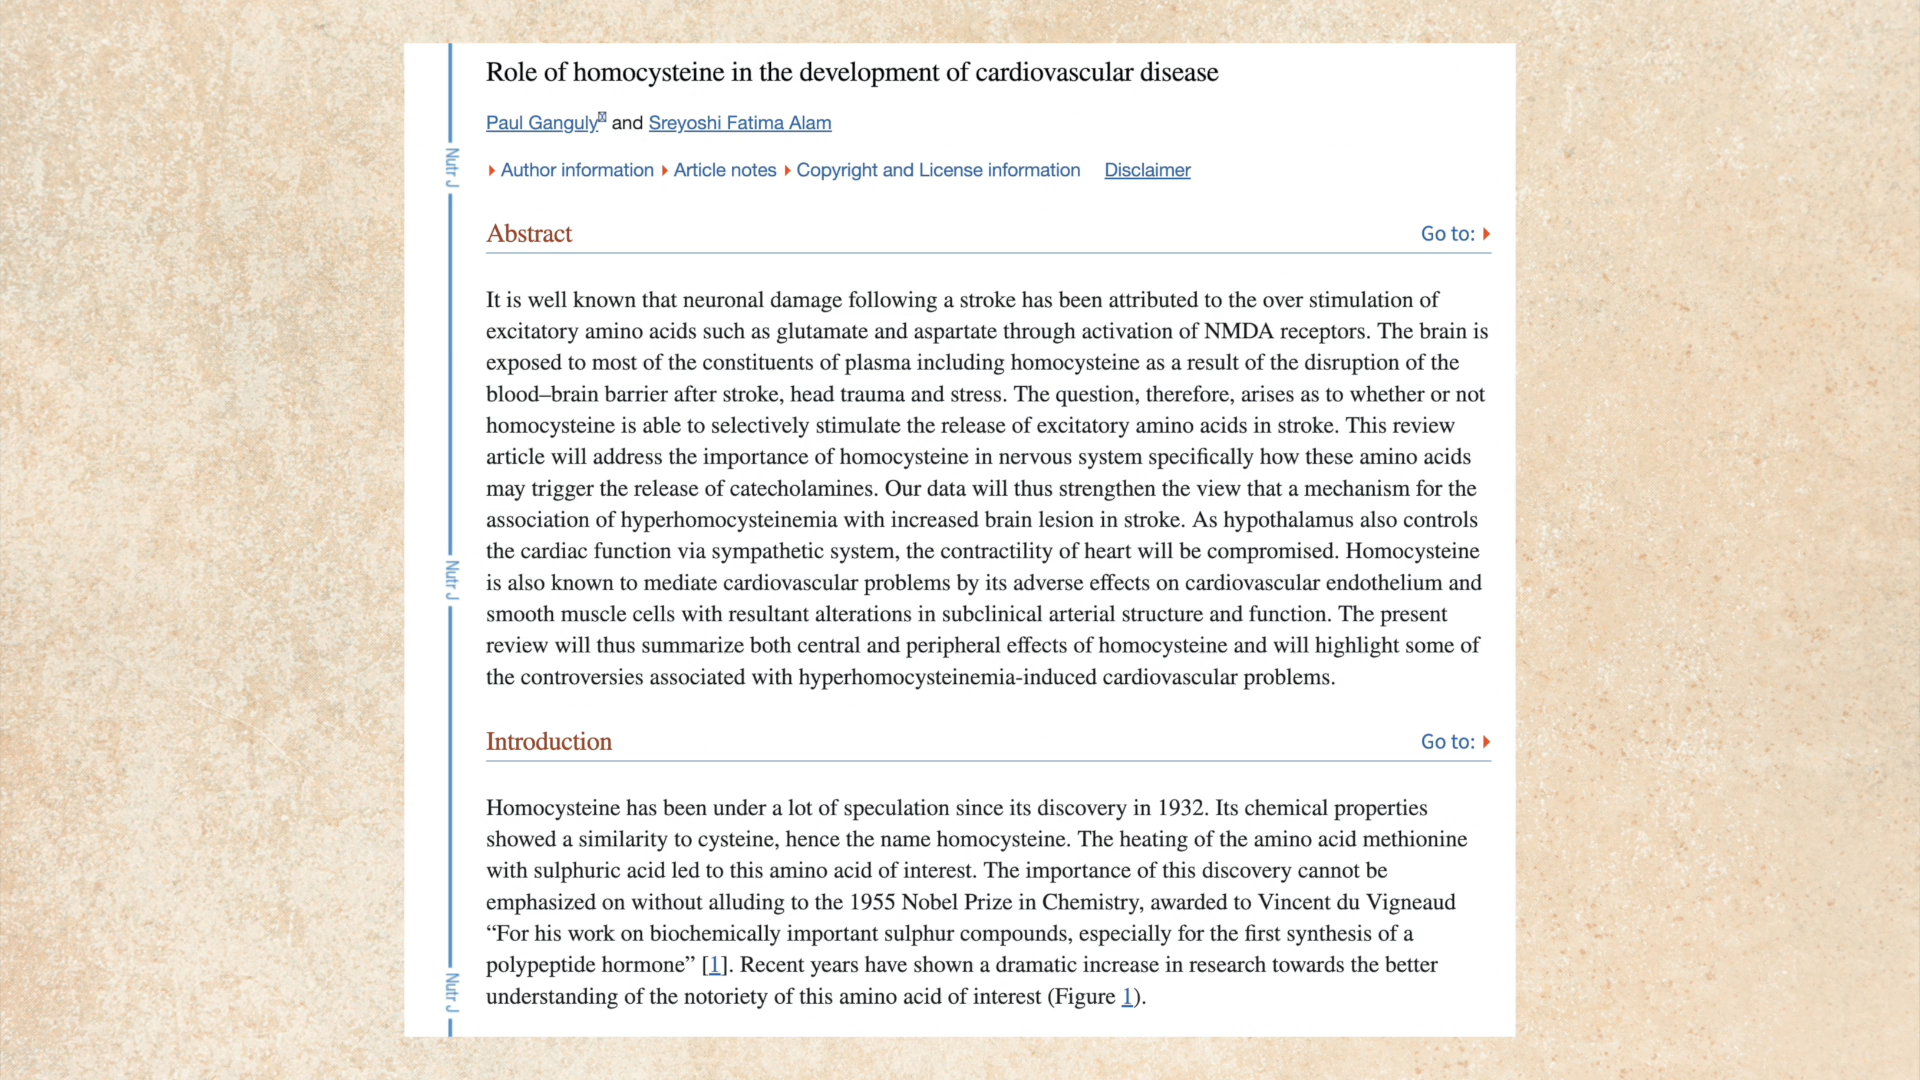 Role of homocysteine in the development of cardiovascular disease
Paul Ganguly and Sreyoshi Fatima Alam
Author information Article notes Copyright and License information Disclaimer
Abstract Go to:
It is well known that neuronal damage following a stroke has been attributed to the over stimulation of
excitatory amino acids such as glutamate and aspartate through activation of NMDA receptors. The brain is
exposed to most of the constituents of plasma including homocysteine as a result of the disruption of the
blood–brain barrier after stroke, head trauma and stress. The question, therefore, arises as to whether or not
homocysteine is able to selectively stimulate the release of excitatory amino acids in stroke. This review
article will address the importance of homocysteine in nervous system specifically how these amino acids
may trigger the release of catecholamines. Our data will thus strengthen the view that a mechanism for the
association of hyperhomocysteinemia with increased brain lesion in stroke. As hypothalamus also controls
the cardiac function via sympathetic system, the contractility of heart will be compromised. Homocysteine
is also known to mediate cardiovascular problems by its adverse effects on cardiovascular endothelium and
smooth muscle cells with resultant alterations in subclinical arterial structure and function. The present
review will thus summarize both central and peripheral effects of homocysteine and will highlight some of
the controversies associated with hyperhomocysteinemia-induced cardiovascular problems.
Introduction Go to:
Homocysteine has been under a lot of speculation since its discovery in 1932. Its chemical properties
showed a similarity to cysteine, hence the name homocysteine. The heating of the amino acid methionine
with sulphuric acid led to this amino acid of interest. The importance of this discovery cannot be
emphasized on without alluding to the 1955 Nobel Prize in Chemistry, awarded to Vincent du Vigneaud
“For his work on biochemically important sulphur compounds, especially for the first synthesis of a
polypeptide hormone” [1]. Recent years have shown a dramatic increase in research towards the better
understanding of the notoriety of this amino acid of interest (Figure 1).
Nutr J
Nutr J
Nutr J